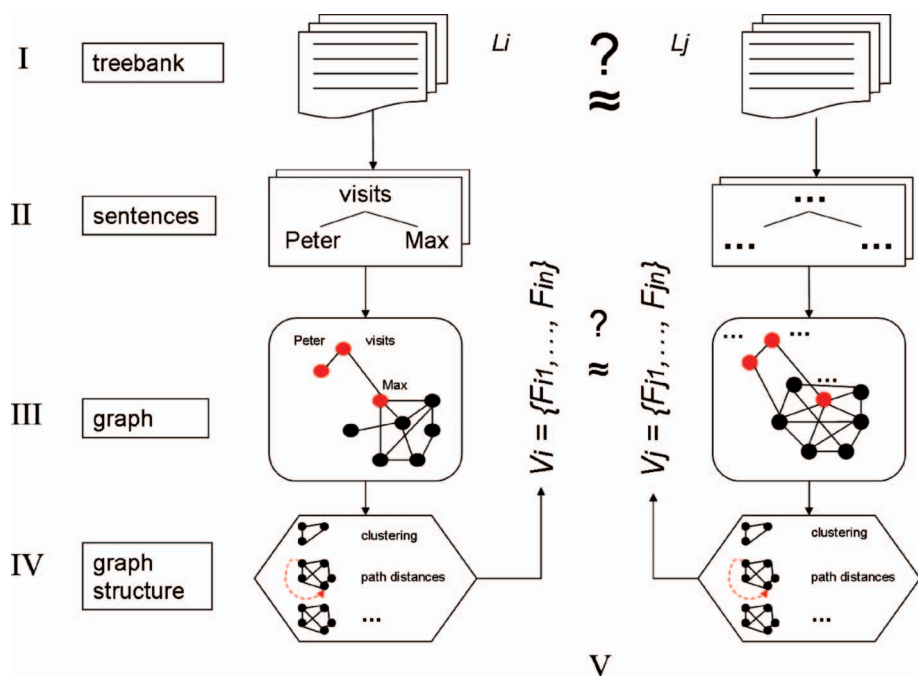 I
treebank
Li
?
≈
Lj
II
sentences
visits
Peter Max
...
... ...
III
graph
Peter visits
Max
Vi = {Fi1,..., Fin}
?
≈
Vj = {Fj1,..., Fjn}
... ...
...
IV
graph
structure
clustering
path distances
...
clustering
path distances
...
V